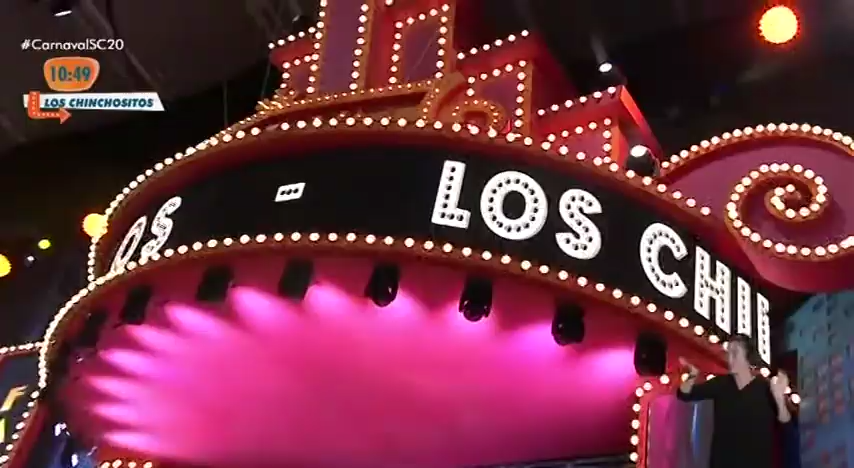 #CarnavalSC20
10:49
LOS CHINCHOSITOS
OS - LOS CHI